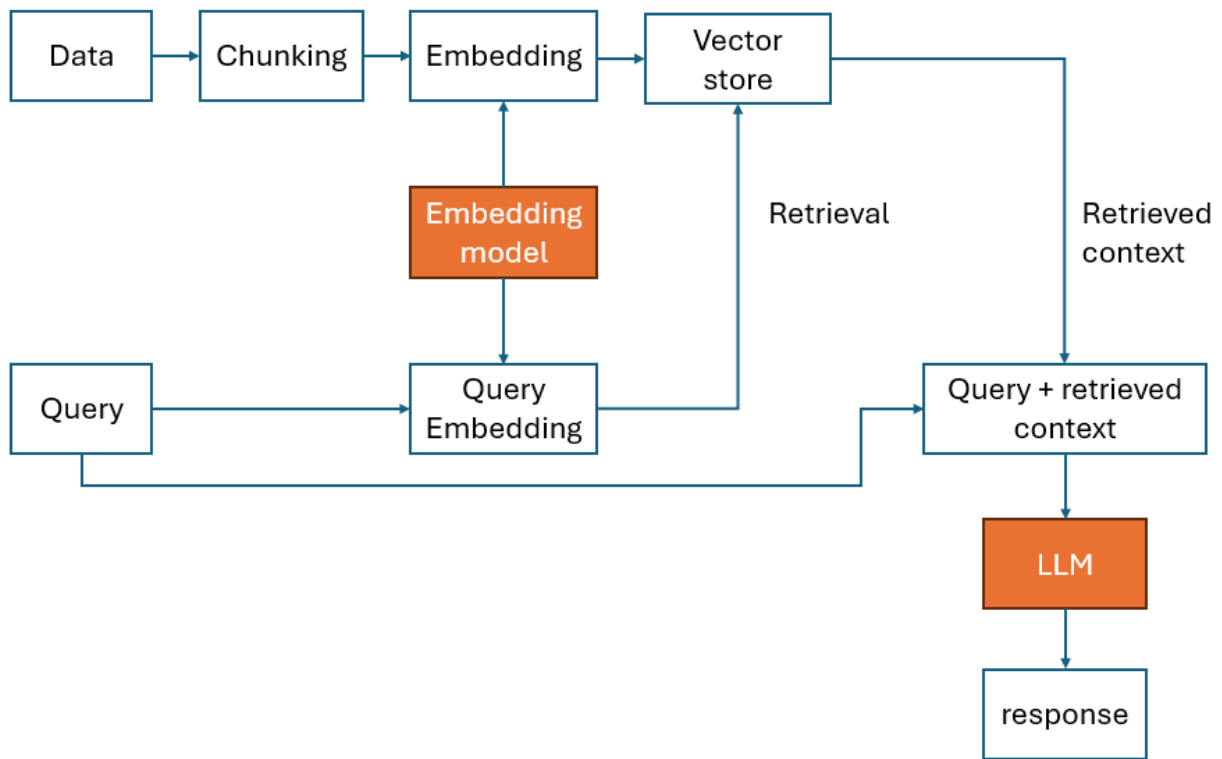 Data
Chunking
Embedding
Vector
store
Embedding
model
Retrieval
Retrieved
context
Query
Query
Embedding
Query + retrieved
context
LLM
response